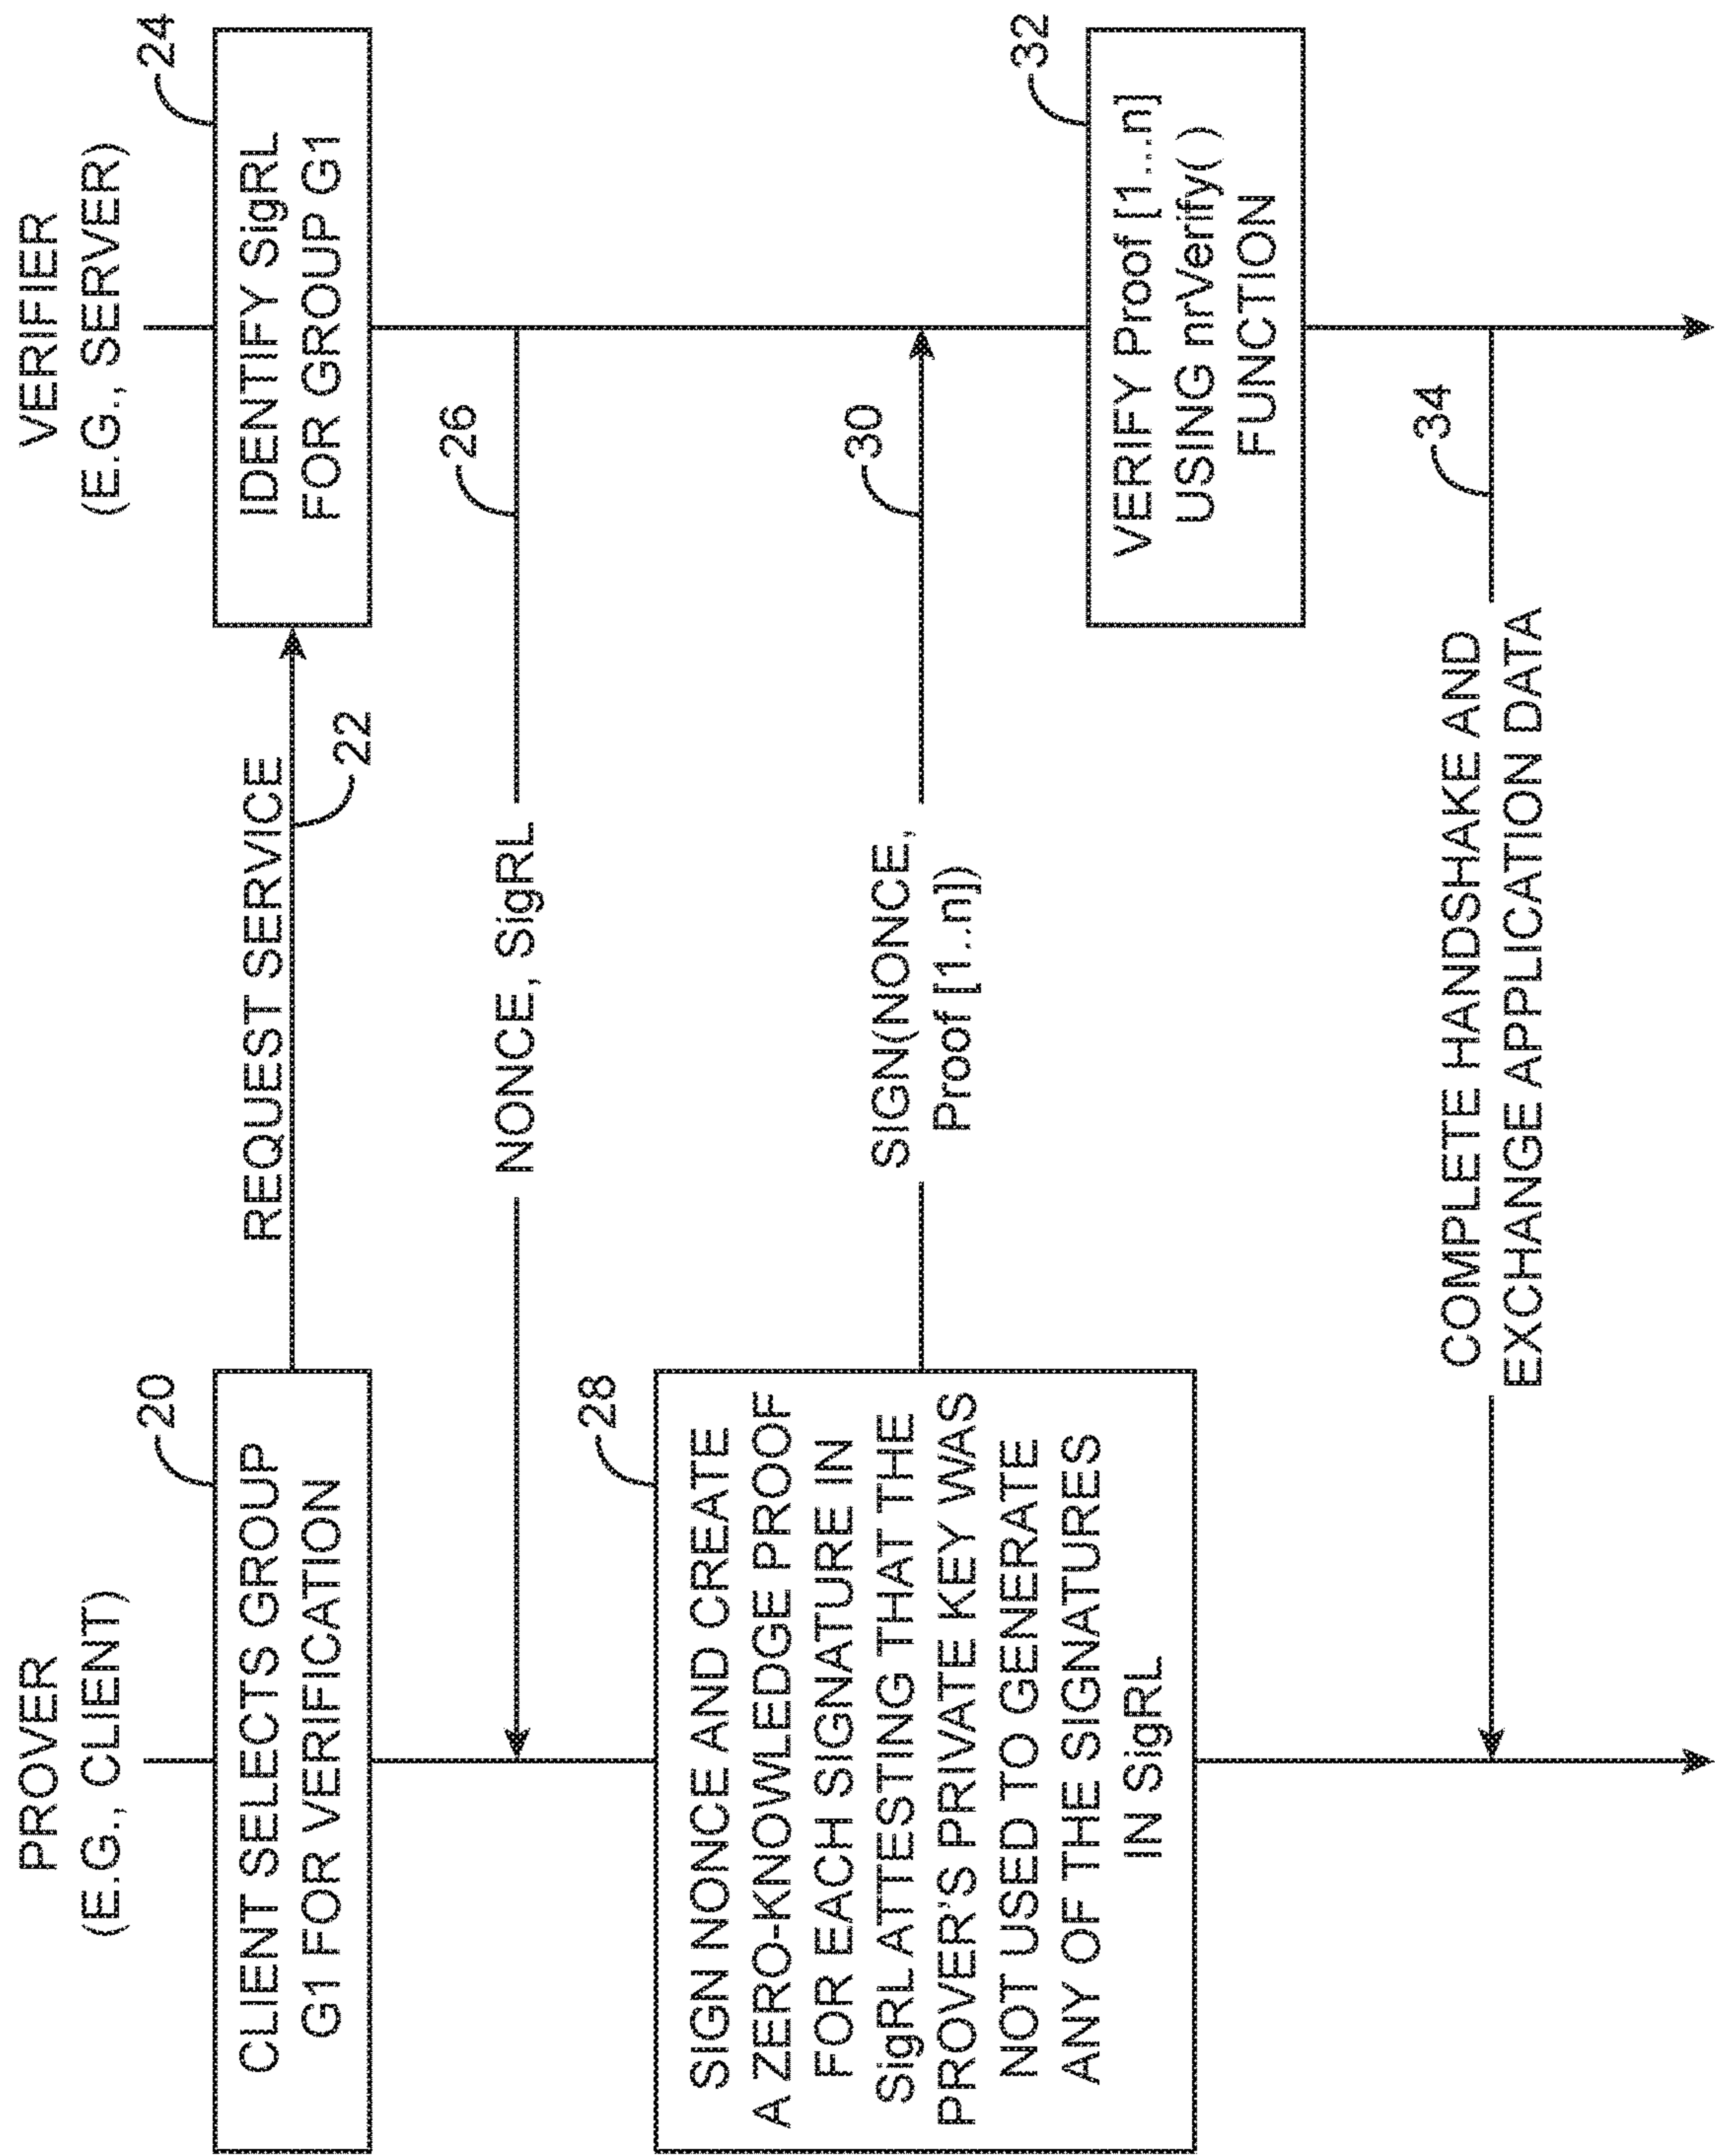 PROVER
(E.G., CLIENT)
VERIFIER
(E.G., SERVER)
20
CLIENT SELECTS GROUP
G1 FOR VERIFICATION
REQUEST SERVICE
22
24
IDENTIFY SigRL
FOR GROUP G1
26
NONCE, SigRL
28
SIGN NONCE AND CREATE
A ZERO-KNOWLEDGE PROOF
FOR EACH SIGNATURE IN
SigRL ATTESTING THAT THE
PROVER'S PRIVATE KEY WAS
NOT USED TO GENERATE
ANY OF THE SIGNATURES
IN SigRL
30
SIGN(NONCE,
Proof [1..n])
32
VERIFY Proof [1...n]
USING nrVerify( )
FUNCTION
34
COMPLETE HANDSHAKE AND
EXCHANGE APPLICATION DATA